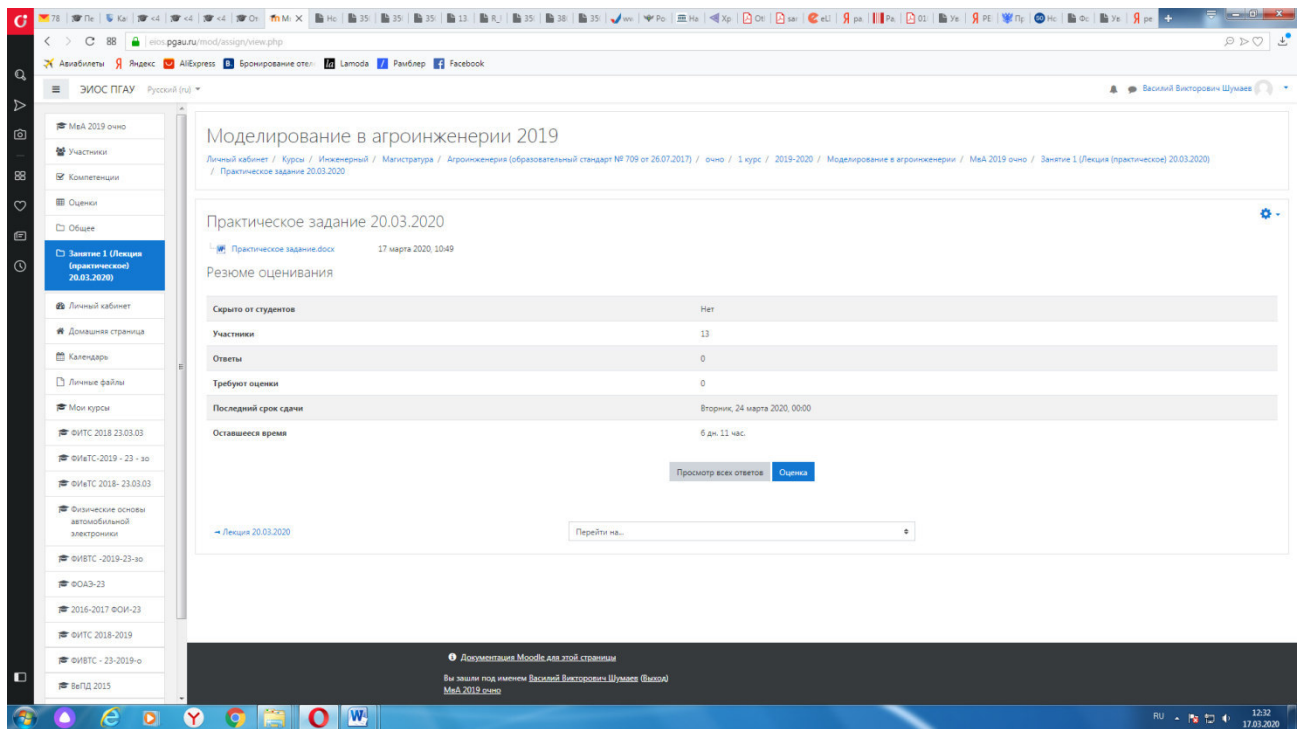 eios.pgau.ru/mod/assign/view.php
Авиабилеты Яндекс AliExpress Бронирование отел Lamoda Рамблер Facebook
ЭИОС ПГАУ Русский (ru)
Василий Викторович Шумаев
МвА 2019 очно
Участники
Компетенции
Оценки
Общее
Занятие 1 (Лекция
(практическое)
20.03.2020)
Личный кабинет
Домашняя страница
Календарь
Личные файлы
Мои курсы
ФИТС 2018 23.03.03
ФИвТС-2019 - 23 - зо
ФИвТС 2018- 23.03.03
Физические основы
автомобильной
электроники
ФИВТС -2019-23-зо
ФОАЭ-23
2016-2017 ФОИ-23
ФИТС 2018-2019
ФИВТС - 23-2019-о
ВеПД 2015
Моделирование в агроинженерии 2019
Личный кабинет / Курсы / Инженерный / Магистратура / Агроинженерия (образовательный стандарт № 709 от 26.07.2017) / очно / 1 курс / 2019-2020 / Моделирование в агроинженерии / МвА 2019 очно / Занятие 1 (Лекция (практическое) 20.03.2020)
/ Практическое задание 20.03.2020
Практическое задание 20.03.2020
Практическое задание.docx 17 марта 2020, 10:49
Резюме оценивания
Скрыто от студентов Нет
Участники 13
Ответы 0
Требуют оценки 0
Последний срок сдачи Вторник, 24 марта 2020, 00:00
Оставшееся время 6 дн. 11 час.
Просмотр всех ответов Оценка
Лекция 20.03.2020 Перейти на...
Документация Moodle для этой страницы
Вы зашли под именем Василий Викторович Шумаев (Выход)
МвА 2019 очно
RU 12:32
17.03.2020